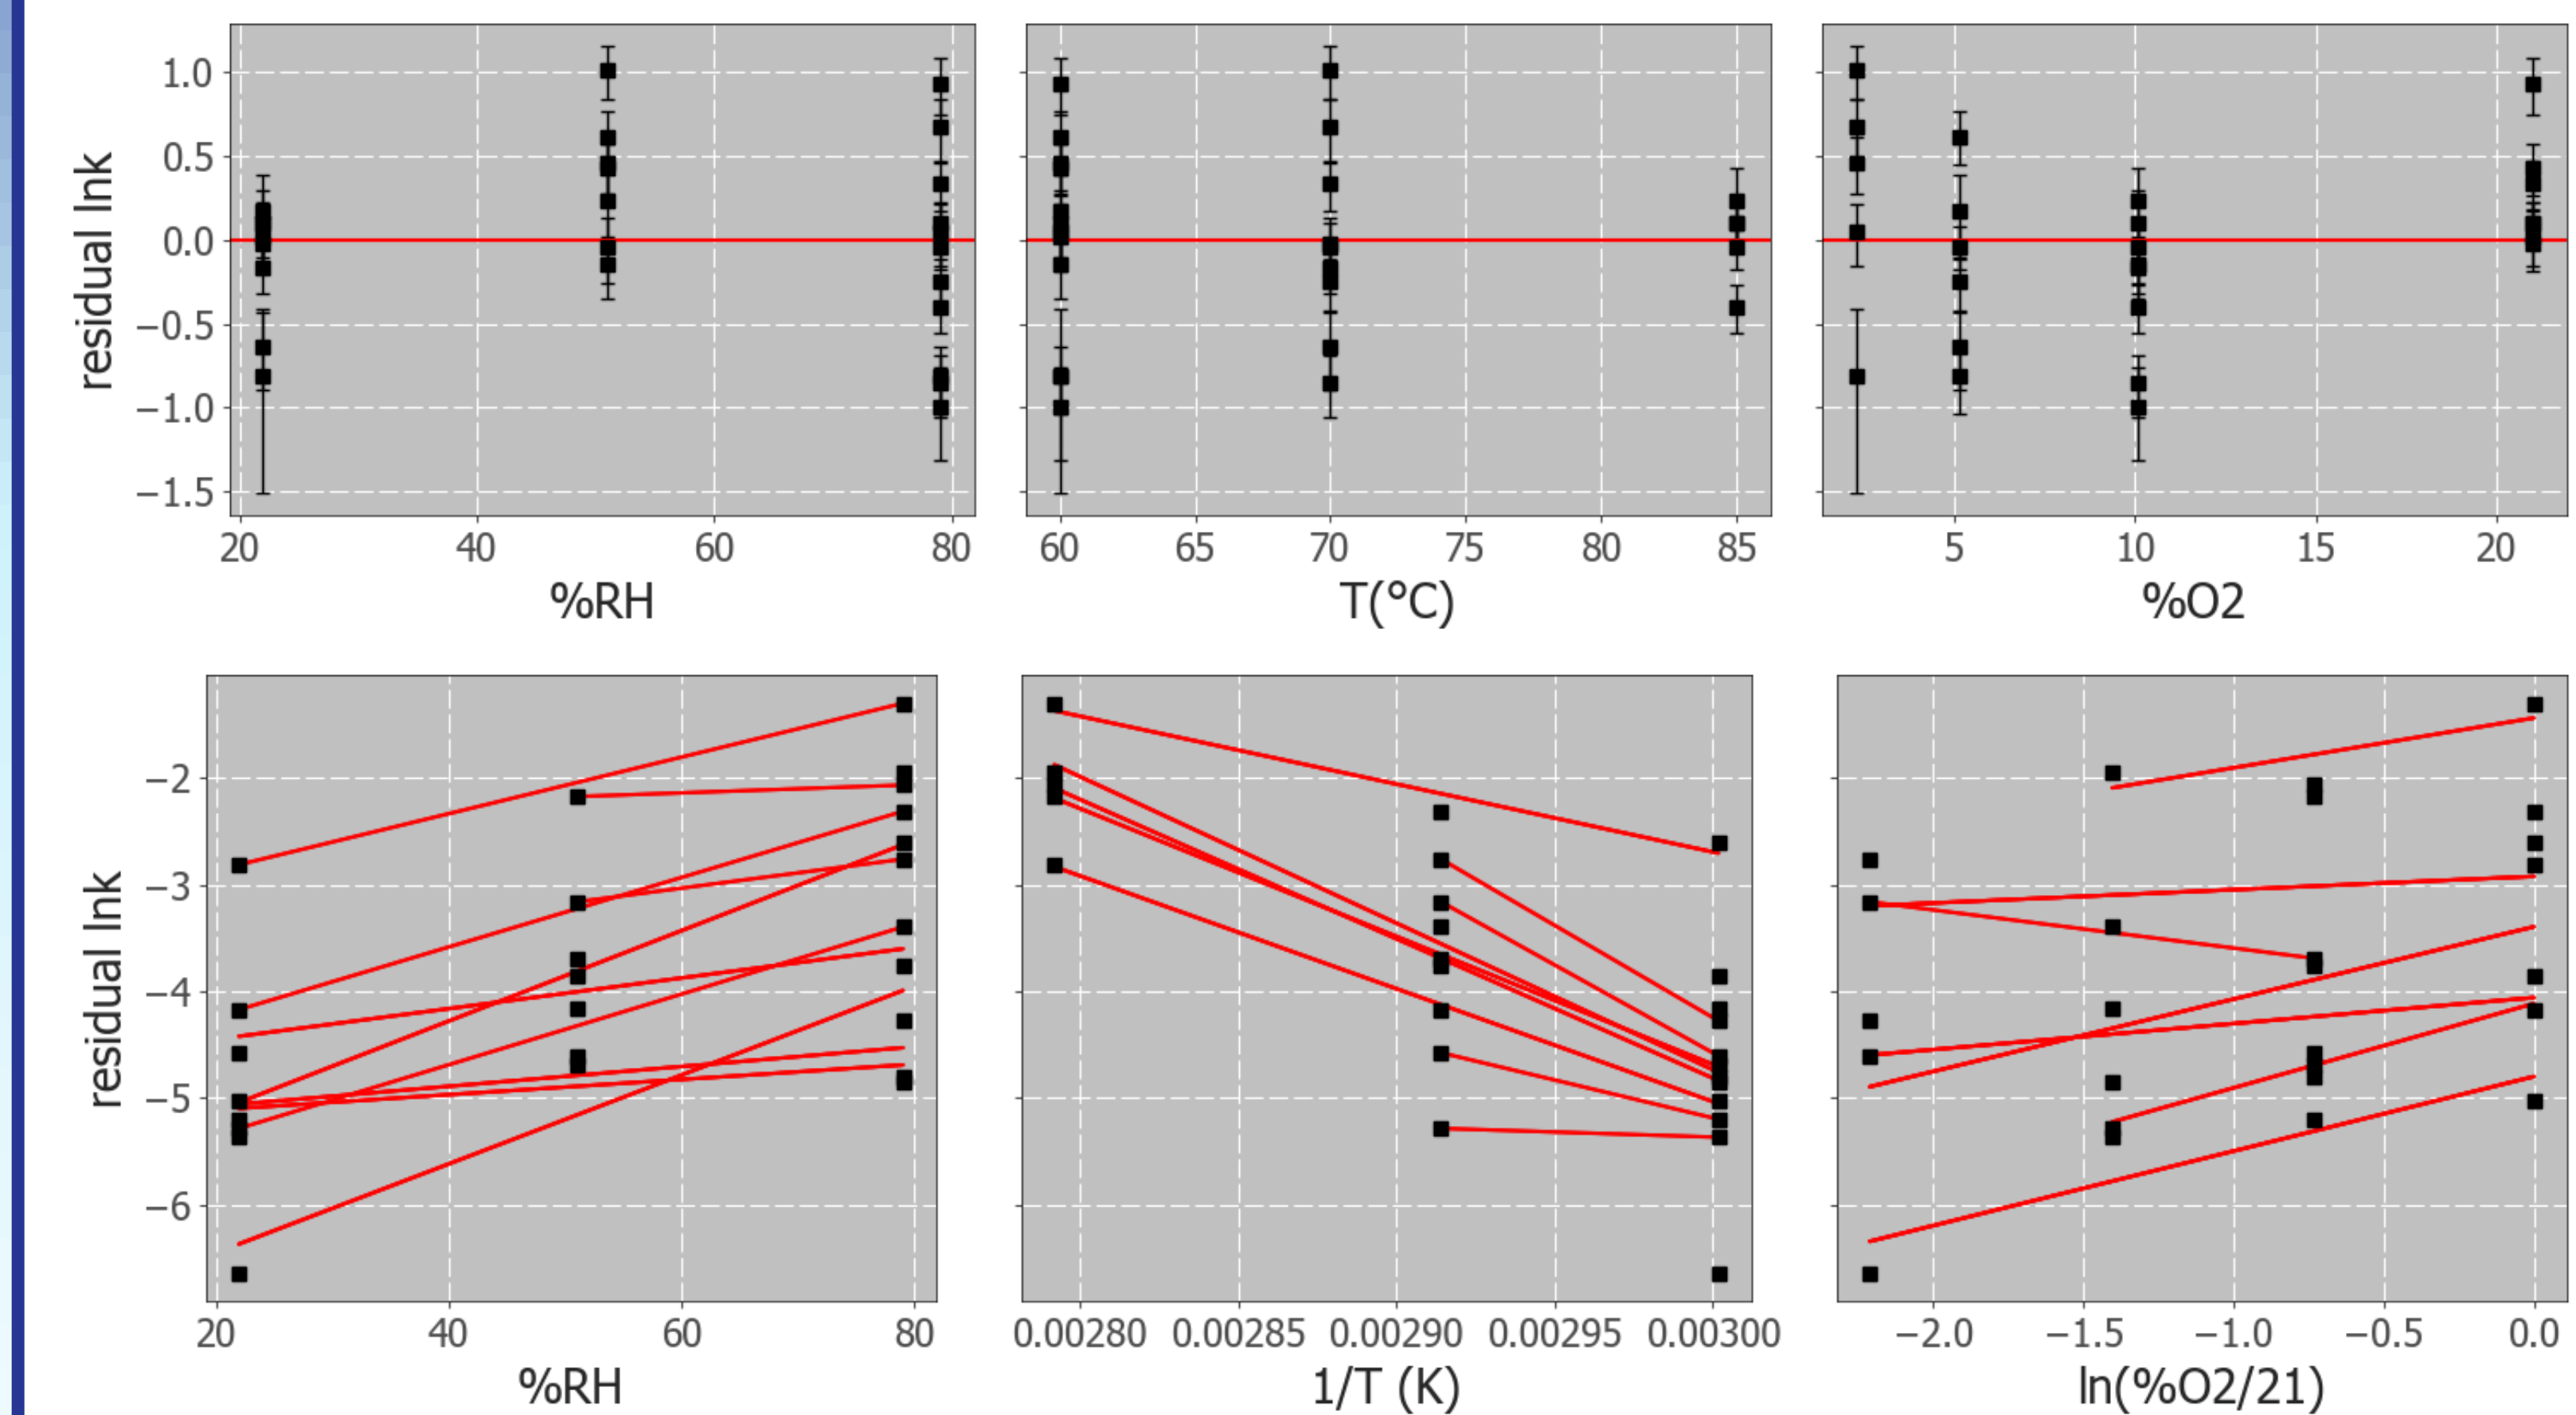 residual lnk
1.0
0.5
0.0
−0.5
−1.0
−1.5
20 40 60 80
%RH
60 65 70 75 80 85
T(°C)
5 10 15 20
%O2
residual lnk
−2
−3
−4
−5
−6
20 40 60 80
%RH
0.00280 0.00285 0.00290 0.00295 0.00300
1/T (K)
−2.0 −1.5 −1.0 −0.5 0.0
ln(%O2/21)